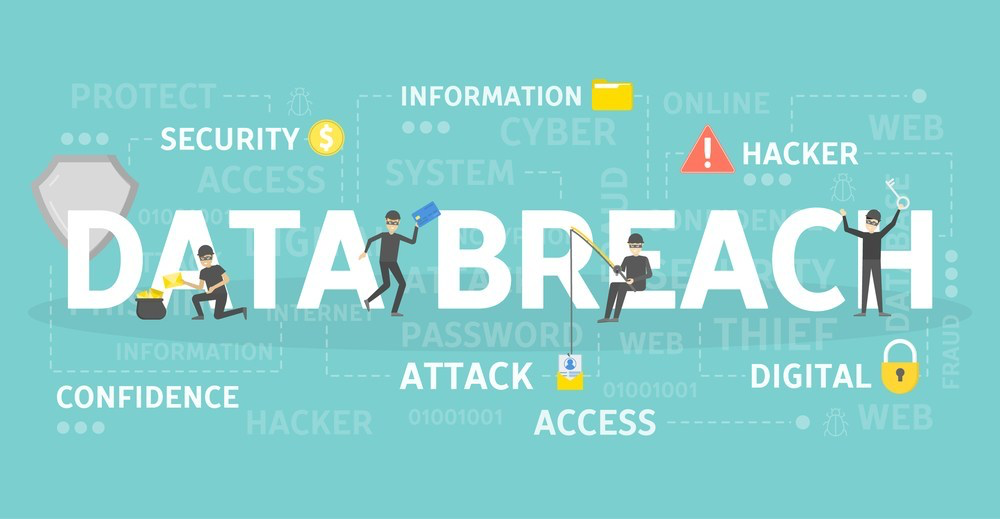 PROTECT
INFORMATION
ONLINE
SECURITY
$
CYBER
WEB
!
HACKER
ACCESS
SYSTEM
DATA BREACH
INTERNET
PASSWORD
WEB
THIEF
INFORMATION
FRAUD
ATTACK
DIGITAL
CONFIDENCE
01001001
HACKER
01001001
ACCESS
WEB